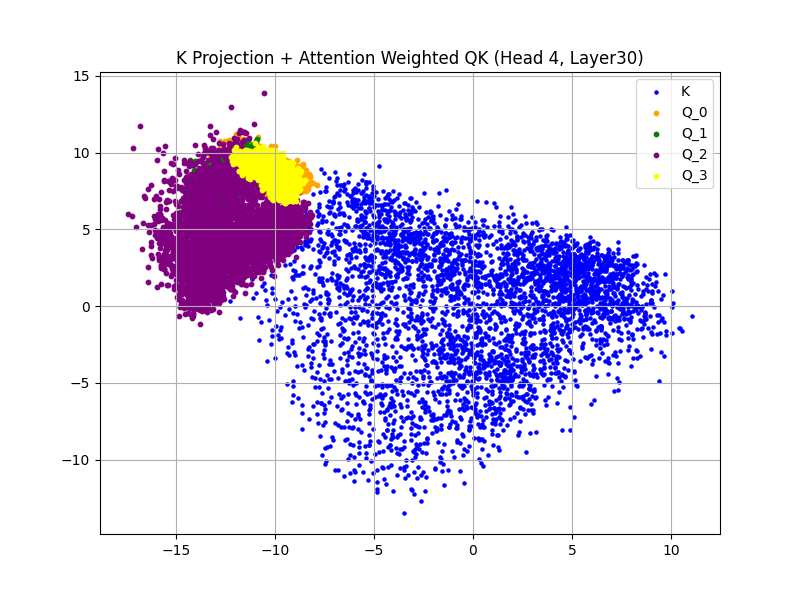 K Projection + Attention Weighted QK (Head 4, Layer30)
15
10
5
0
−5
−10
−15
−10
−5
0
5
10
K
Q_0
Q_1
Q_2
Q_3